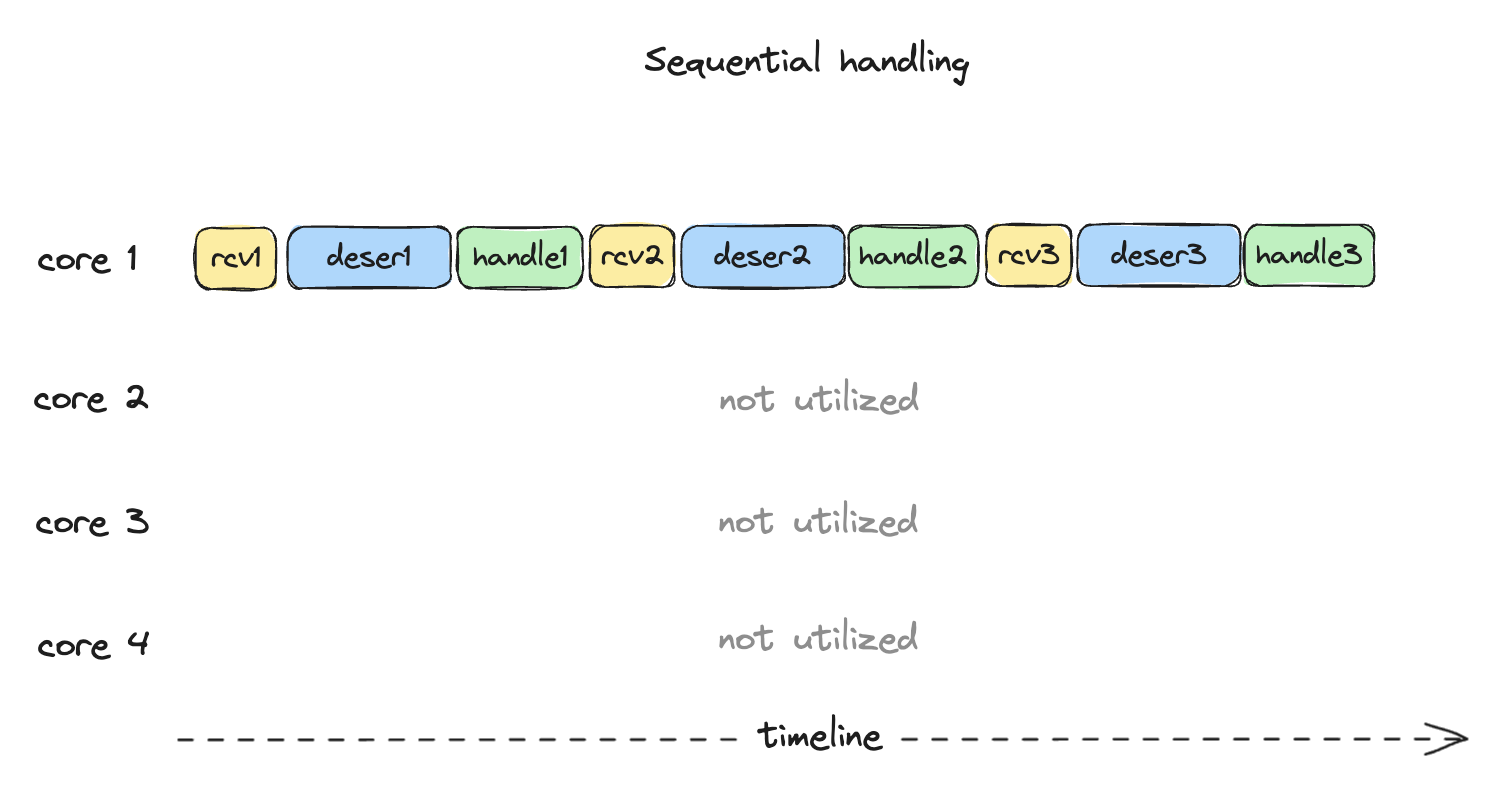 Sequential handling
core 1 rcv1 deser1 handle1 rcv2 deser2 handle2 rcv3 deser3 handle3
core 2 not utilized
core 3 not utilized
core 4 not utilized
timeline